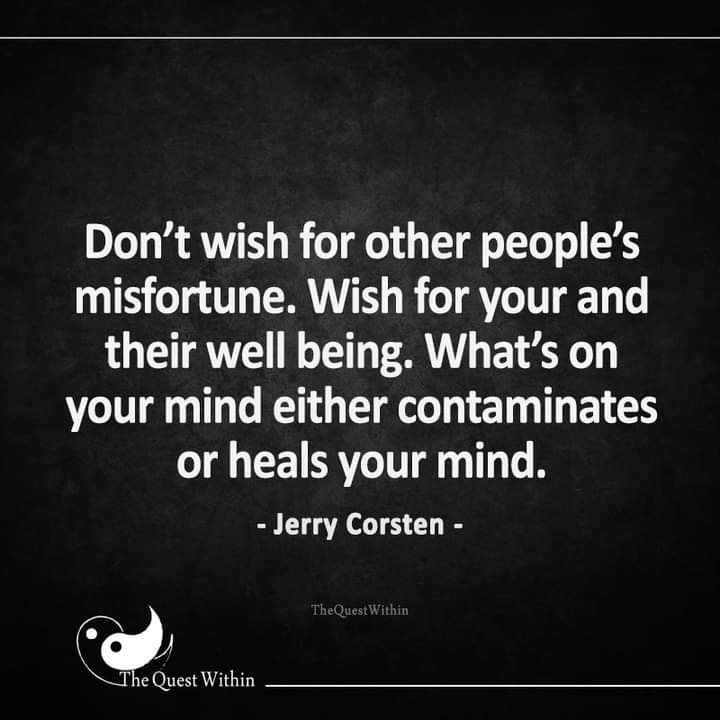 Don’t wish for other people’s
misfortune. Wish for your and
their well being. What’s on
your mind either contaminates
or heals your mind.
- Jerry Corsten -
TheQuestWithin
The Quest Within